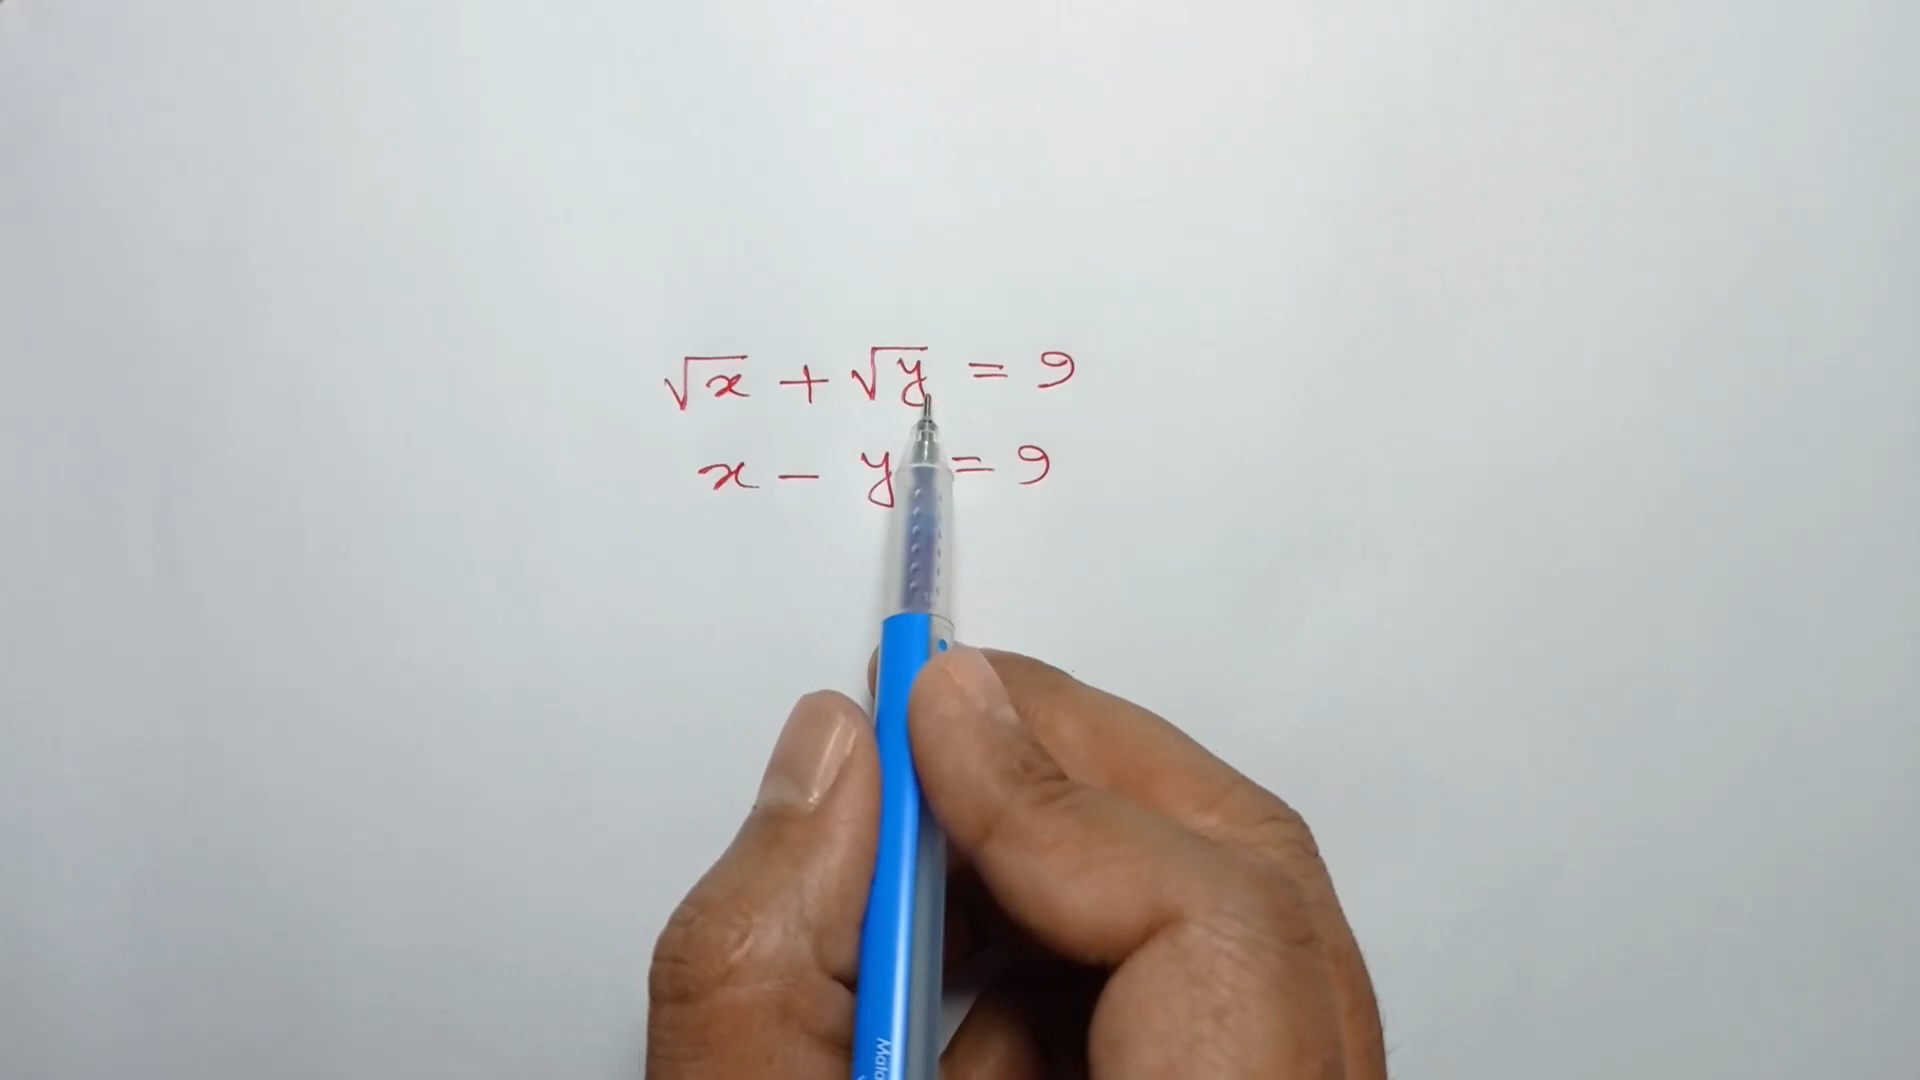 √x + √y = 9
x - y = 9